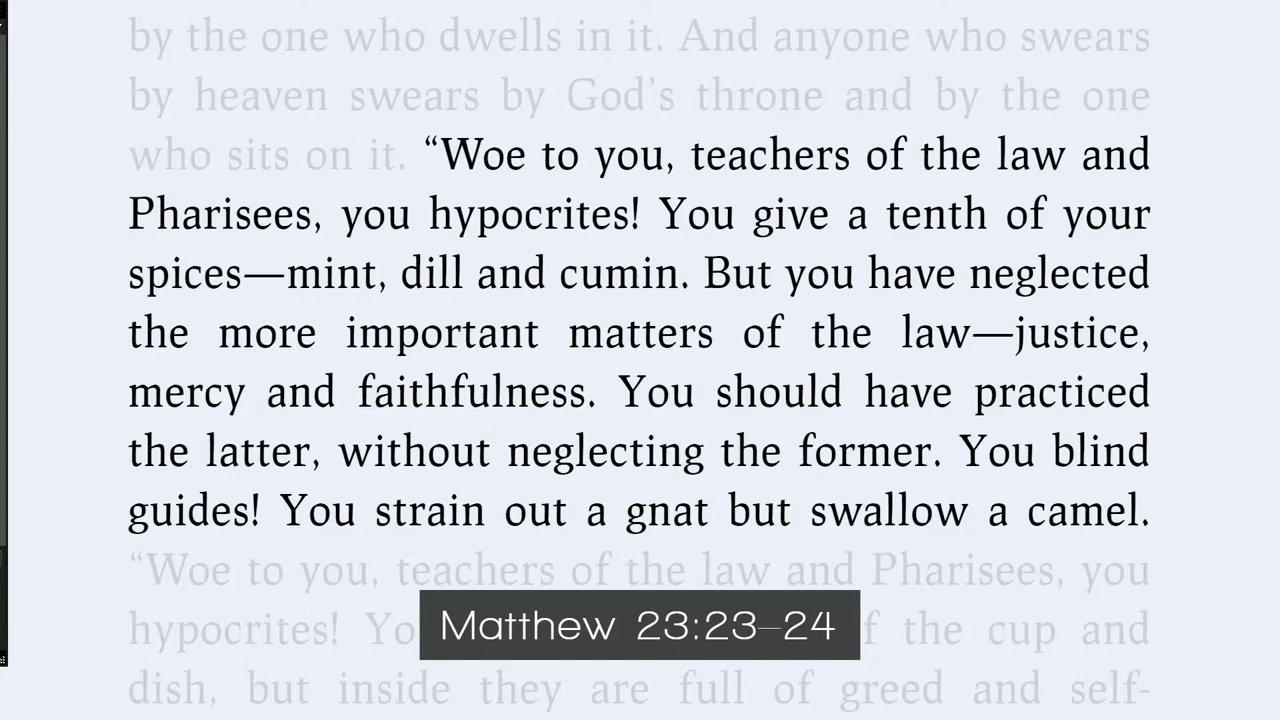 by the one who dwells in it. And anyone who swears
by heaven swears by God's throne and by the one
who sits on it. “Woe to you, teachers of the law and
Pharisees, you hypocrites! You give a tenth of your
spices—mint, dill and cumin. But you have neglected
the more important matters of the law—justice,
mercy and faithfulness. You should have practiced
the latter, without neglecting the former. You blind
guides! You strain out a gnat but swallow a camel.
“Woe to you, teachers of the law and Pharisees, you
hypocrites! the cup and
Matthew 23:23–24
dish, but inside they are full of greed and self-